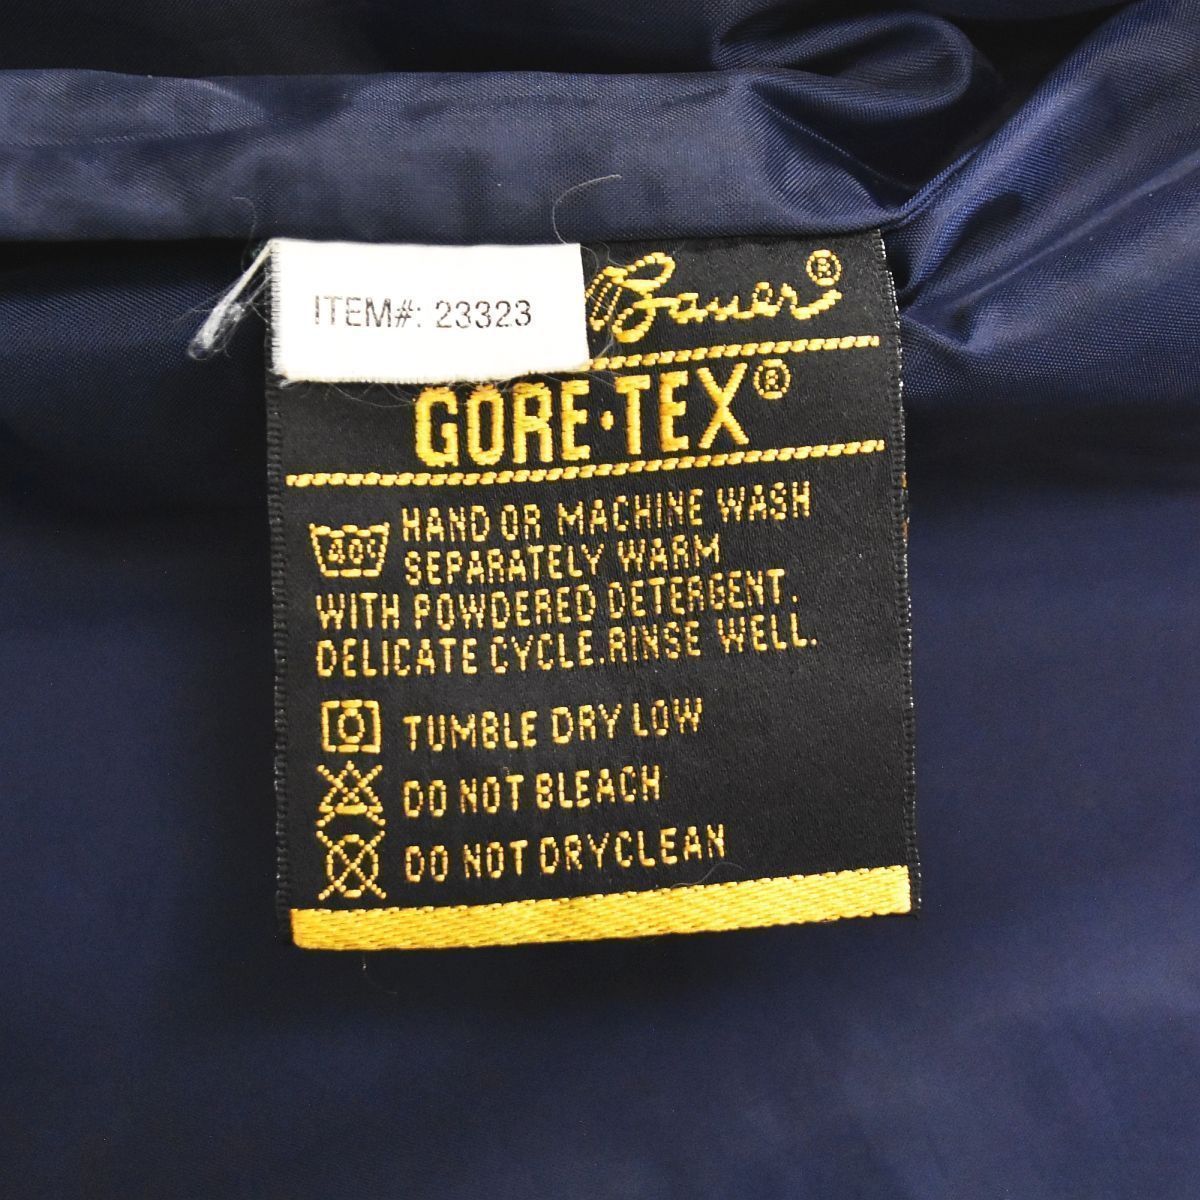 ITEM#: 23323
Bauer®
GORE·TEX®
40°
HAND OR MACHINE WASH
SEPARATELY WARM
WITH POWDERED DETERGENT.
DELICATE CYCLE.RINSE WELL.
TUMBLE DRY LOW
DO NOT BLEACH
DO NOT DRYCLEAN